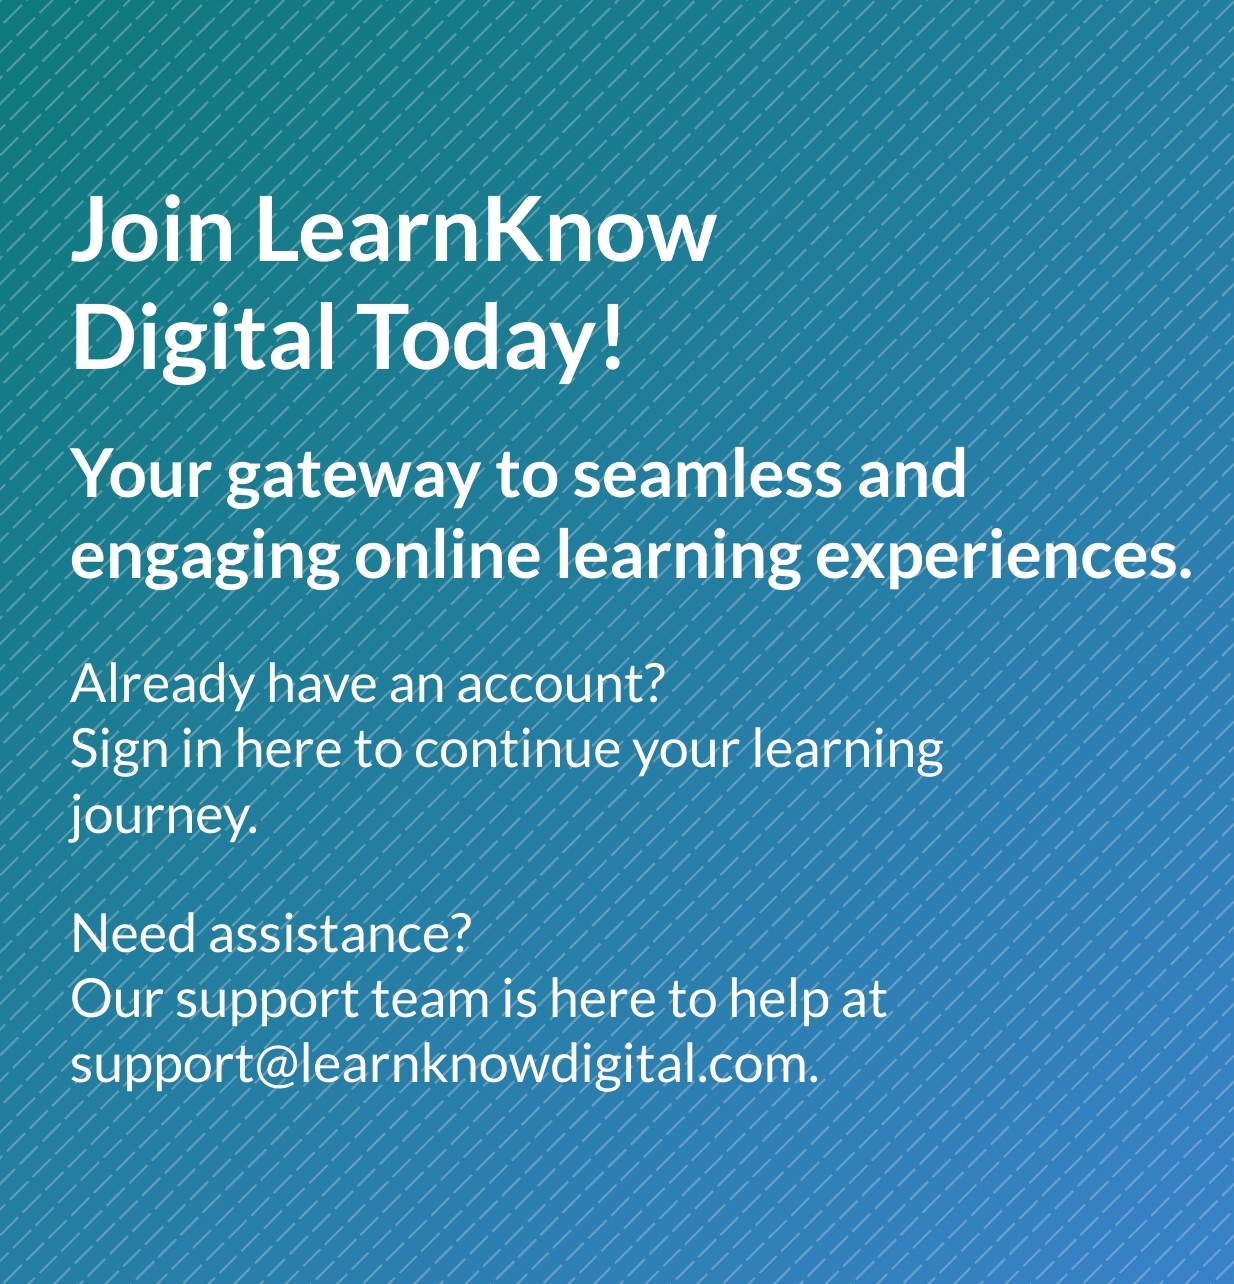 Join LearnKnow
Digital Today!
Your gateway to seamless and
engaging online learning experiences.
Already have an account?
Sign in here to continue your learning
journey.
Need assistance?
Our support team is here to help at
support@learnknowdigital.com.